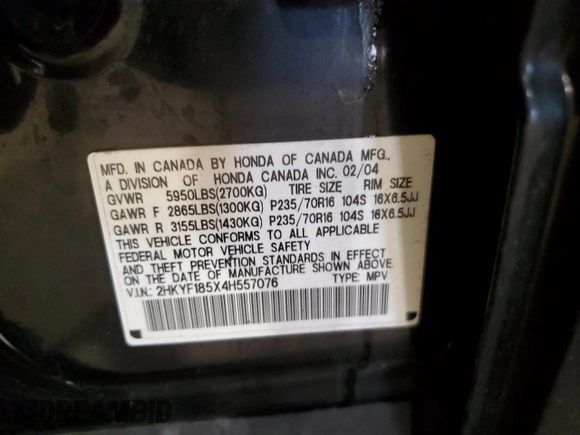 MFD. IN CANADA BY HONDA OF CANADA MFG.,
A DIVISION OF HONDA CANADA INC. 02/04
GVWR 5950LBS(2700KG) TIRE SIZE RIM SIZE
GAWR F 2865LBS(1300KG) P235/70R16 104S 16X6.5JJ
GAWR R 3155LBS(1430KG) P235/70R16 104S 16X6.5JJ
THIS VEHICLE CONFORMS TO ALL APPLICABLE
FEDERAL MOTOR VEHICLE SAFETY
AND THEFT PREVENTION STANDARDS IN EFFECT
ON THE DATE OF MANUFACTURE SHOWN ABOVE.
V.I.N.: 2HKYF185X4H557076 TYPE: MPV
DREAMBID